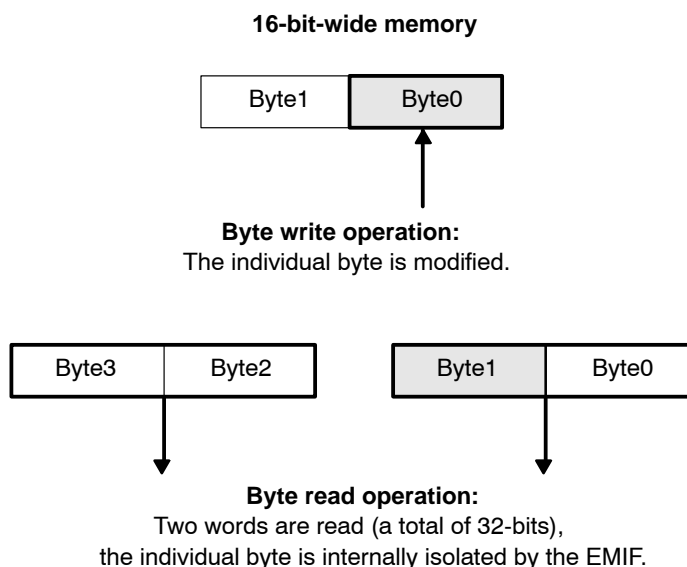 16-bit-wide memory
Byte1 Byte0
Byte write operation:
The individual byte is modified.
Byte3 Byte2 Byte1 Byte0
Byte read operation:
Two words are read (a total of 32-bits),
the individual byte is internally isolated by the EMIF.